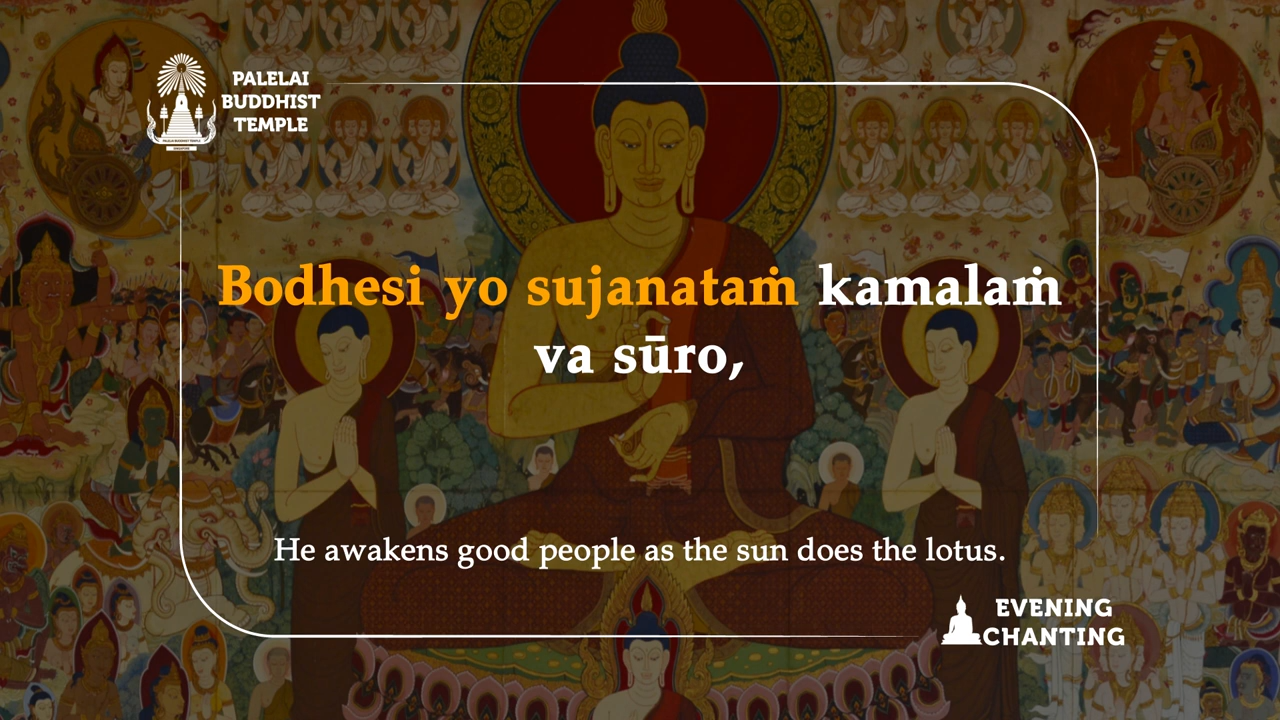 PALELAI
BUDDHIST
TEMPLE
Bodhesi yo sujanataṁ kamalaṁ
va sūro,
He awakens good people as the sun does the lotus.
EVENING
CHANTING